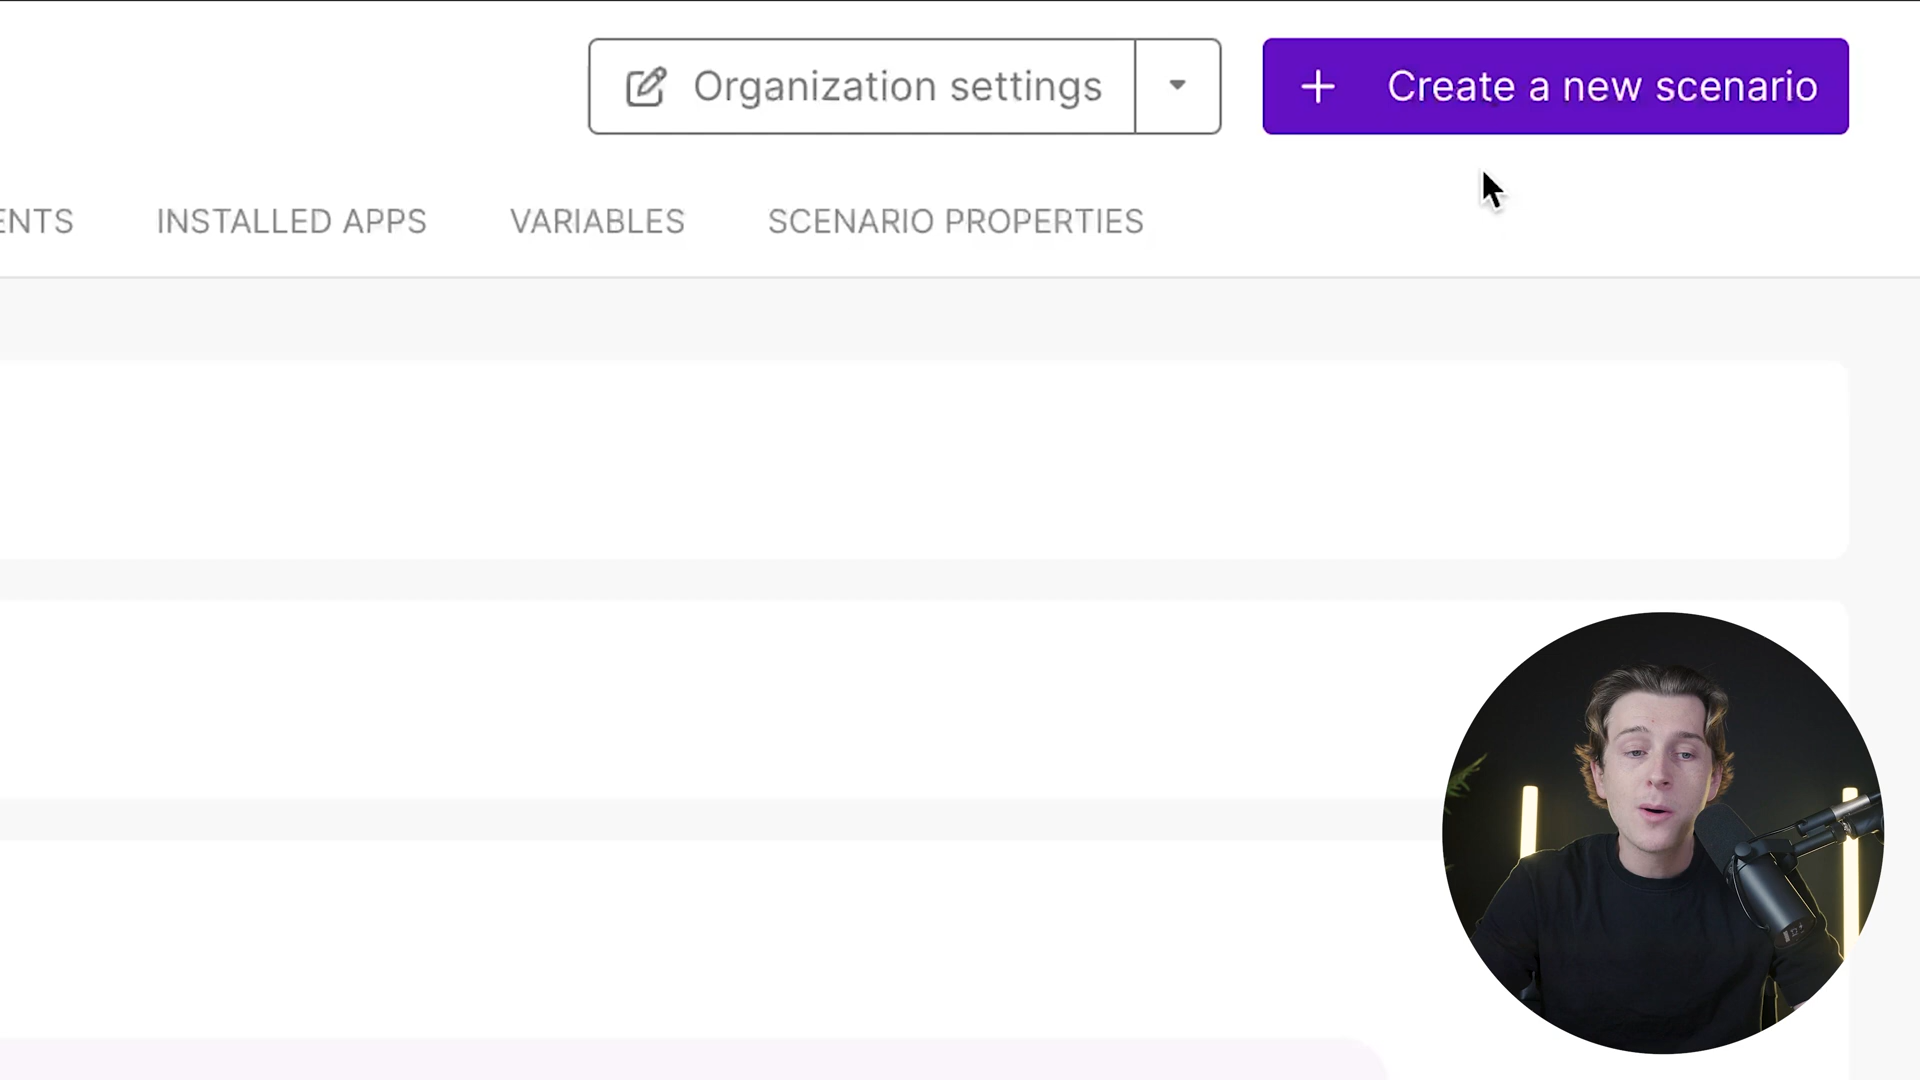 Organization settings
+ Create a new scenario
ENTS INSTALLED APPS VARIABLES SCENARIO PROPERTIES